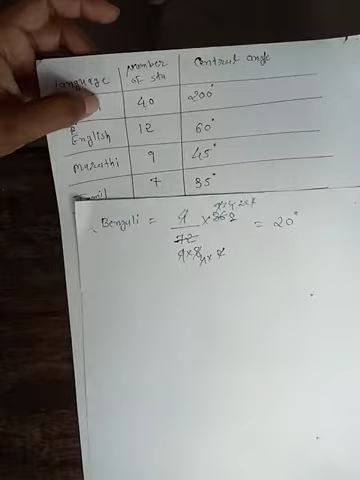 Language Number of stu Central angle
40 200°
English 12 60°
Marathi 9 45°
7 35°
Bengali = 4/72 × 360 = 20°